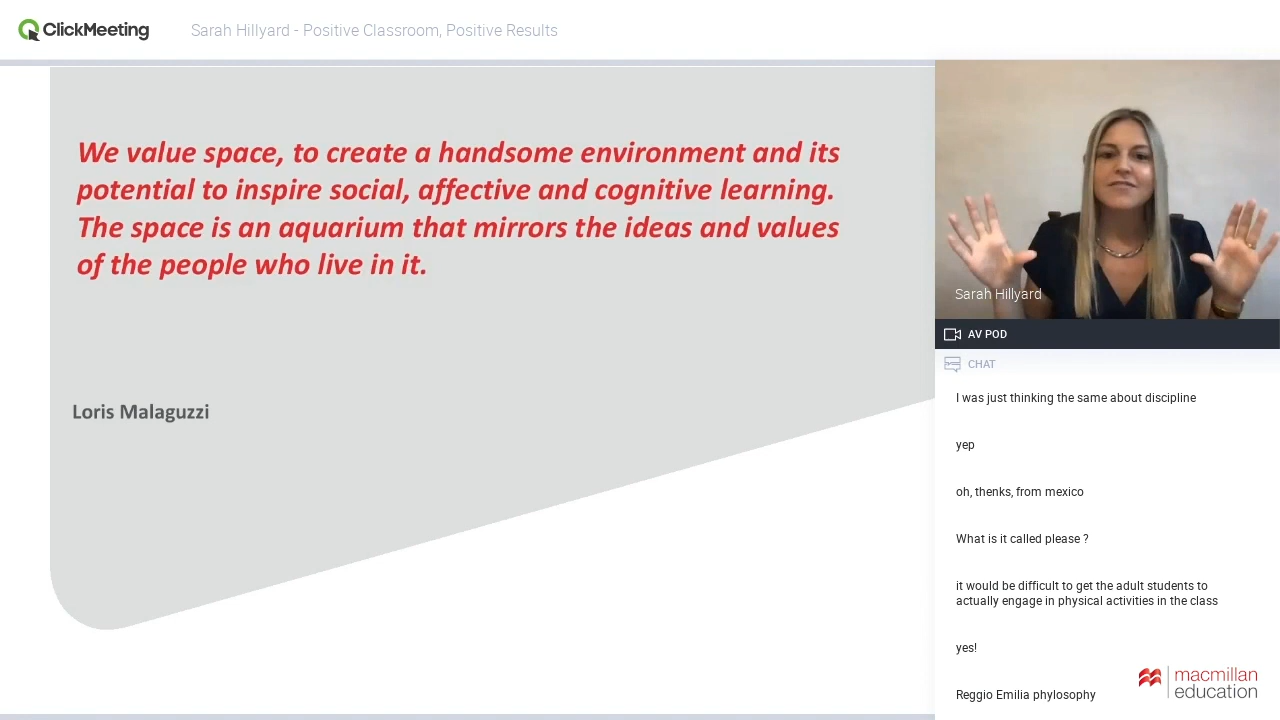 ClickMeeting
Sarah Hillyard - Positive Classroom, Positive Results
We value space, to create a handsome environment and its
potential to inspire social, affective and cognitive learning.
The space is an aquarium that mirrors the ideas and values
of the people who live in it.
Loris Malaguzzi
Sarah Hillyard
AV POD
CHAT
I was just thinking the same about discipline
yep
oh, thenks, from mexico
What is it called please ?
it would be difficult to get the adult students to
actually engage in physical activities in the class
yes!
Reggio Emilia phylosophy
macmillan
education